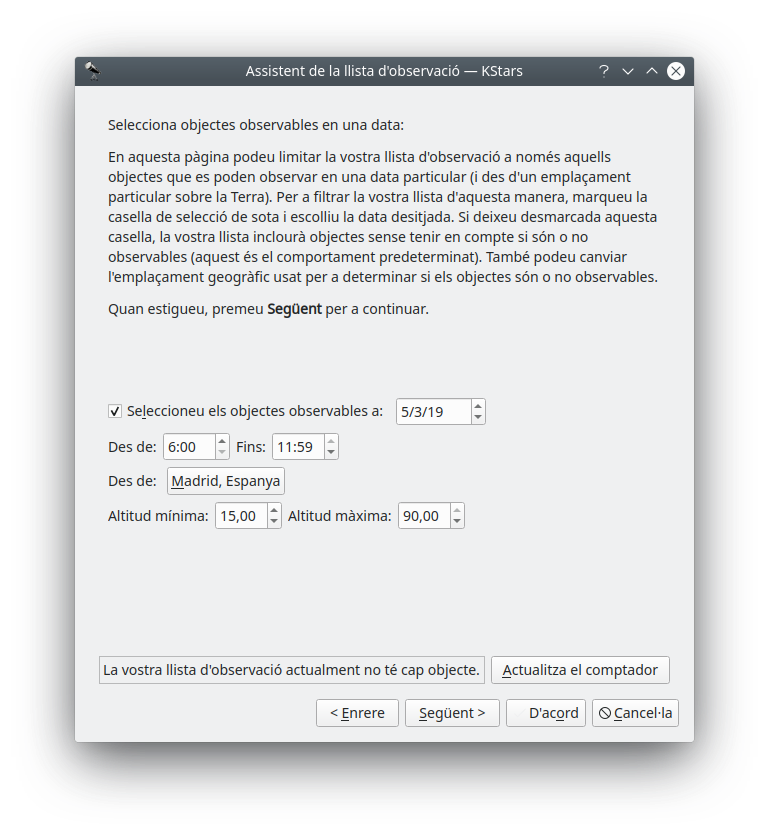 Assistent de la llista d'observació — KStars
Selecciona objectes observables en una data:
En aquesta pàgina podeu limitar la vostra llista d'observació a només aquells
objectes que es poden observar en una data particular (i des d'un emplaçament
particular sobre la Terra). Per a filtrar la vostra llista d'aquesta manera, marqueu la
casella de selecció de sota i escolliu la data desitjada. Si deixeu desmarcada aquesta
casella, la vostra llista inclourà objectes sense tenir en compte si són o no
observables (aquest és el comportament predeterminat). També podeu canviar
l'emplaçament geogràfic usat per a determinar si els objectes són o no observables.
Quan estigueu, premeu Següent per a continuar.
Seleccioneu els objectes observables a: 5/3/19
Des de: 6:00 Fins: 11:59
Des de: Madrid, Espanya
Altitud mínima: 15,00 Altitud màxima: 90,00
La vostra llista d'observació actualment no té cap objecte. Actualitza el comptador
< Enrere Següent > D'acord Cancel·la